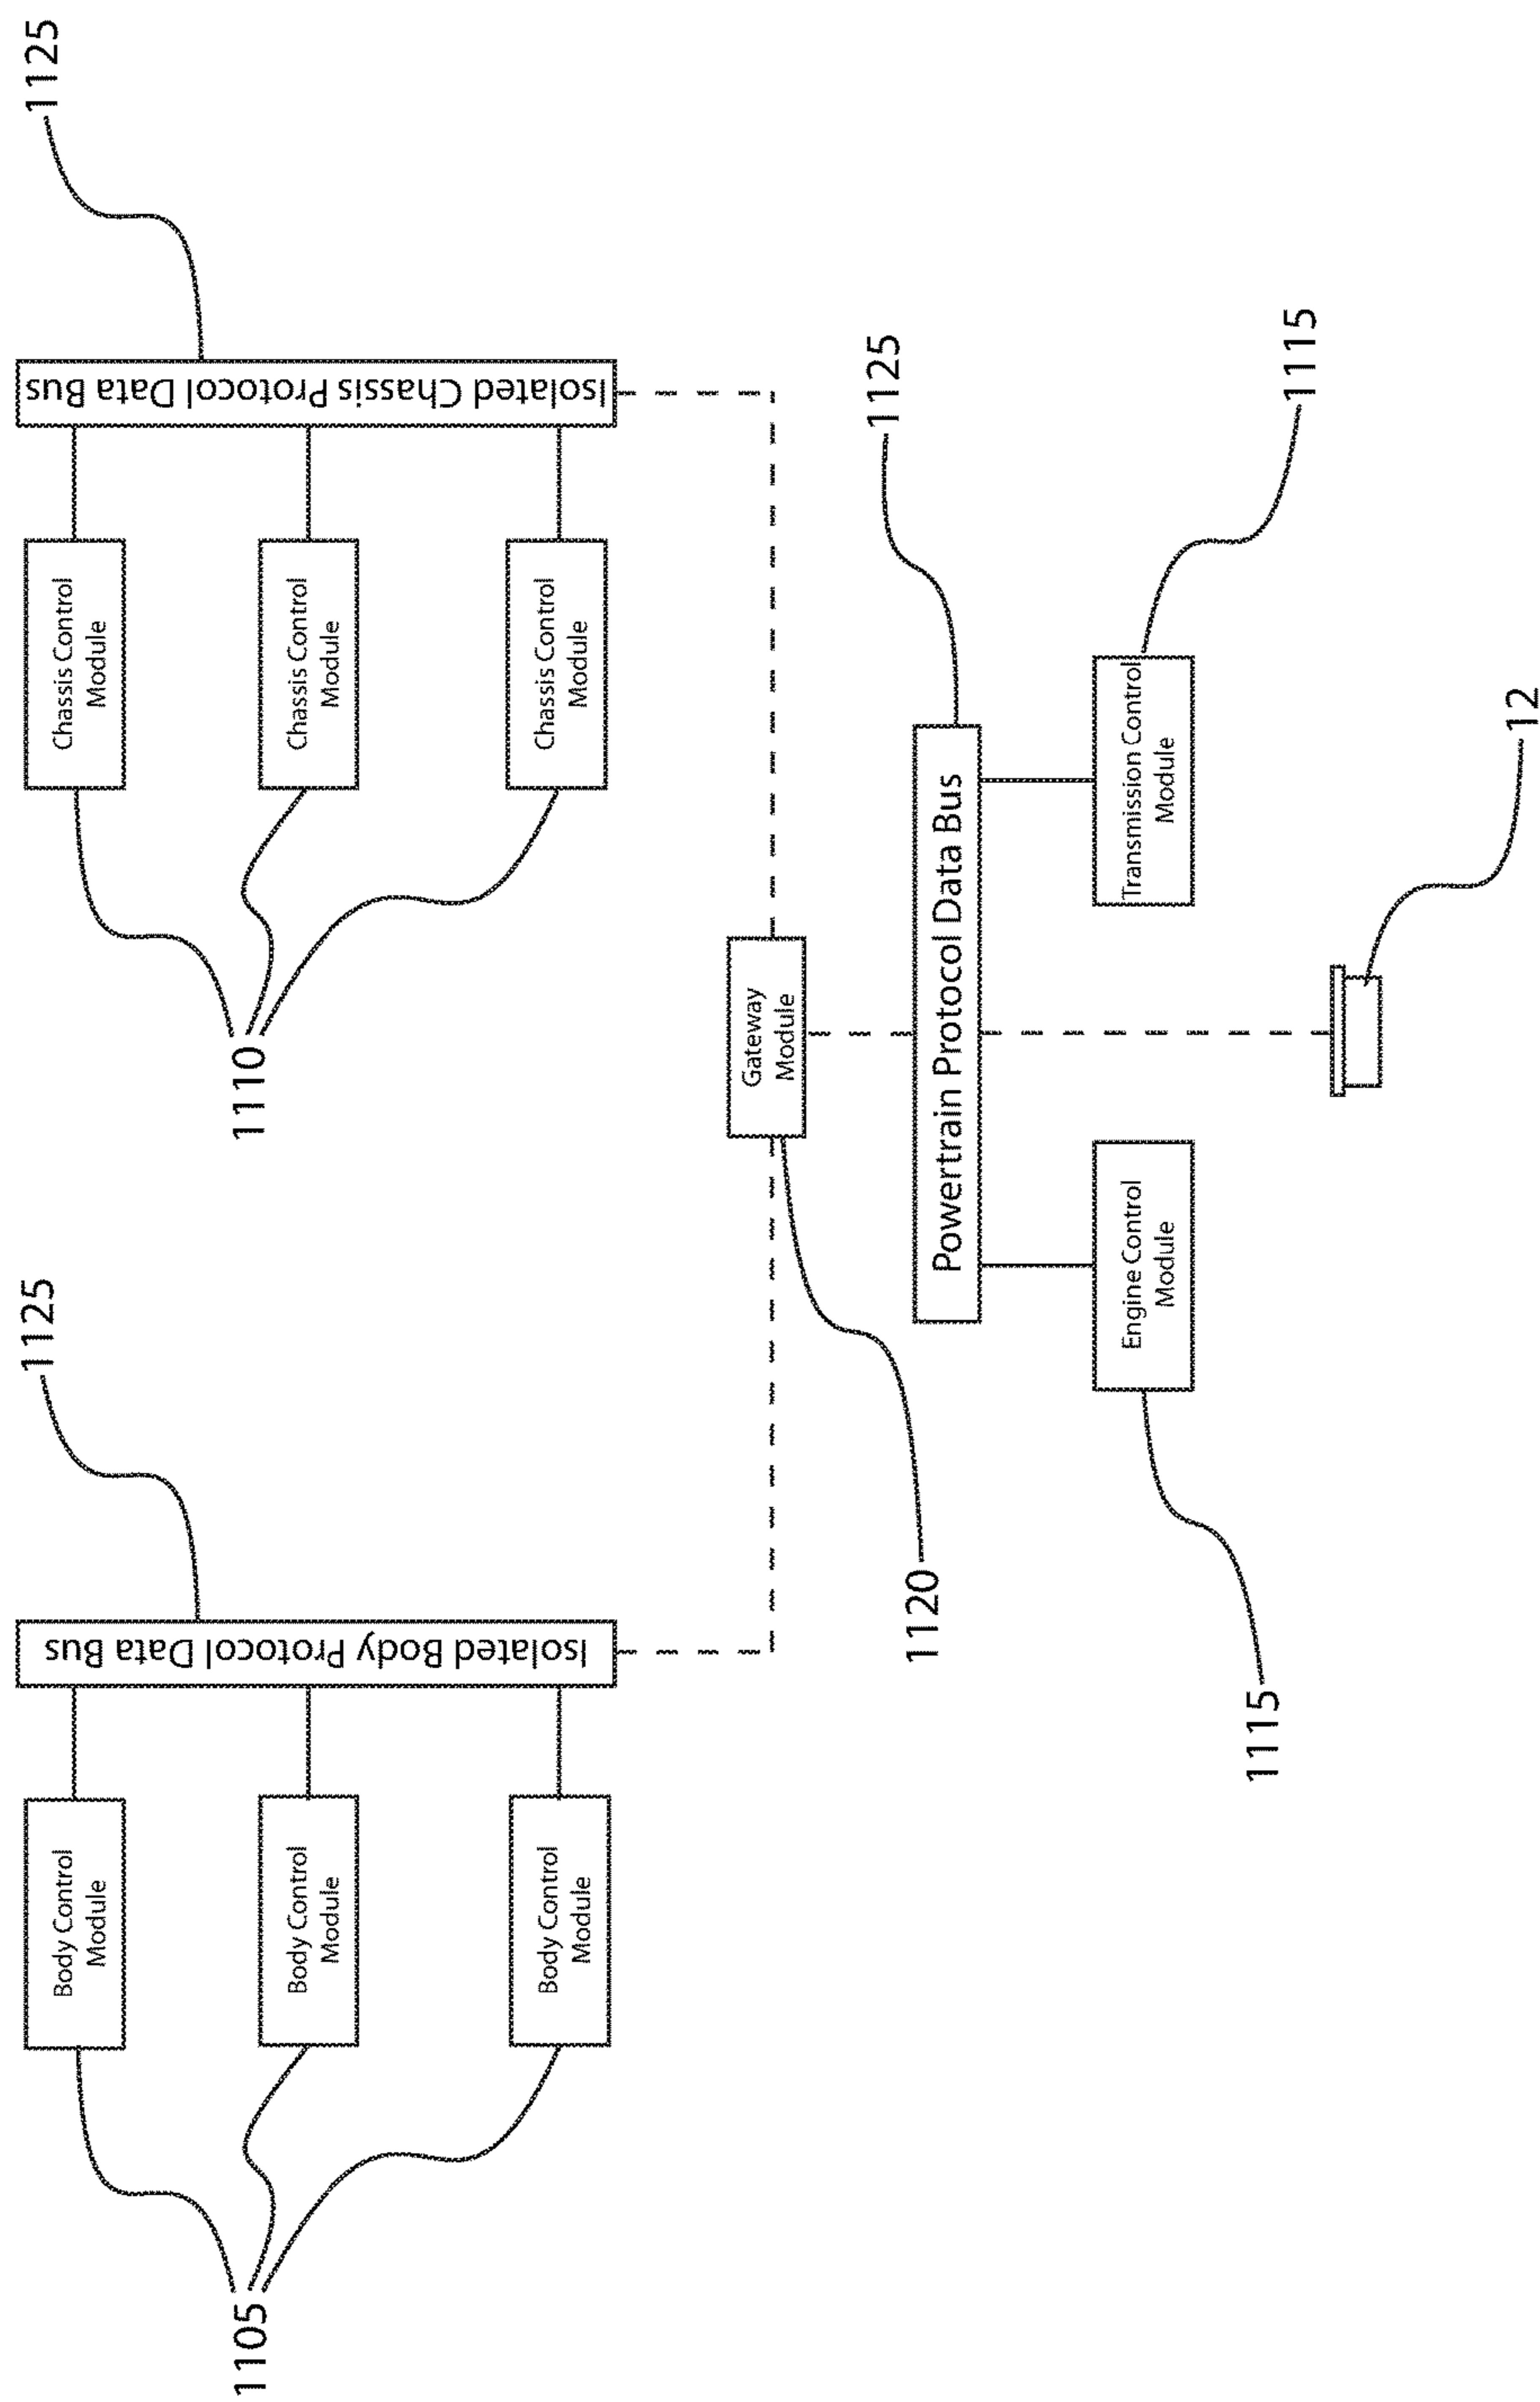 1125
1125
Isolated Body Protocol Data Bus
Isolated Chassis Protocol Data Bus
Body Control
Module
Body Control
Module
Body Control
Module
1105
Chassis Control
Module
Chassis Control
Module
Chassis Control
Module
1110
Gateway
Module
1120
1125
Powertrain Protocol Data Bus
Engine Control
Module
Transmission Control
Module
1115
1115
12